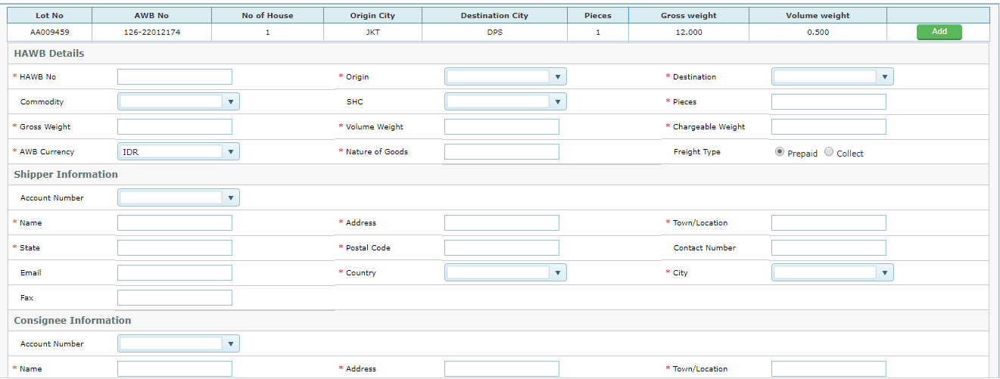 Lot No AWB No No of House Origin City Destination City Pieces Gross weight Volume weight
AA009459 126-22012174 1 JKT DPS 1 12.000 0.500 Add
HAWB Details
* HAWB No * Origin * Destination
Commodity SHC * Pieces
* Gross Weight * Volume Weight * Chargeable Weight
* AWB Currency IDR * Nature of Goods Freight Type Prepaid Collect
Shipper Information
Account Number
* Name * Address * Town/Location
* State * Postal Code Contact Number
Email * Country * City
Fax
Consignee Information
Account Number
* Name * Address * Town/Location